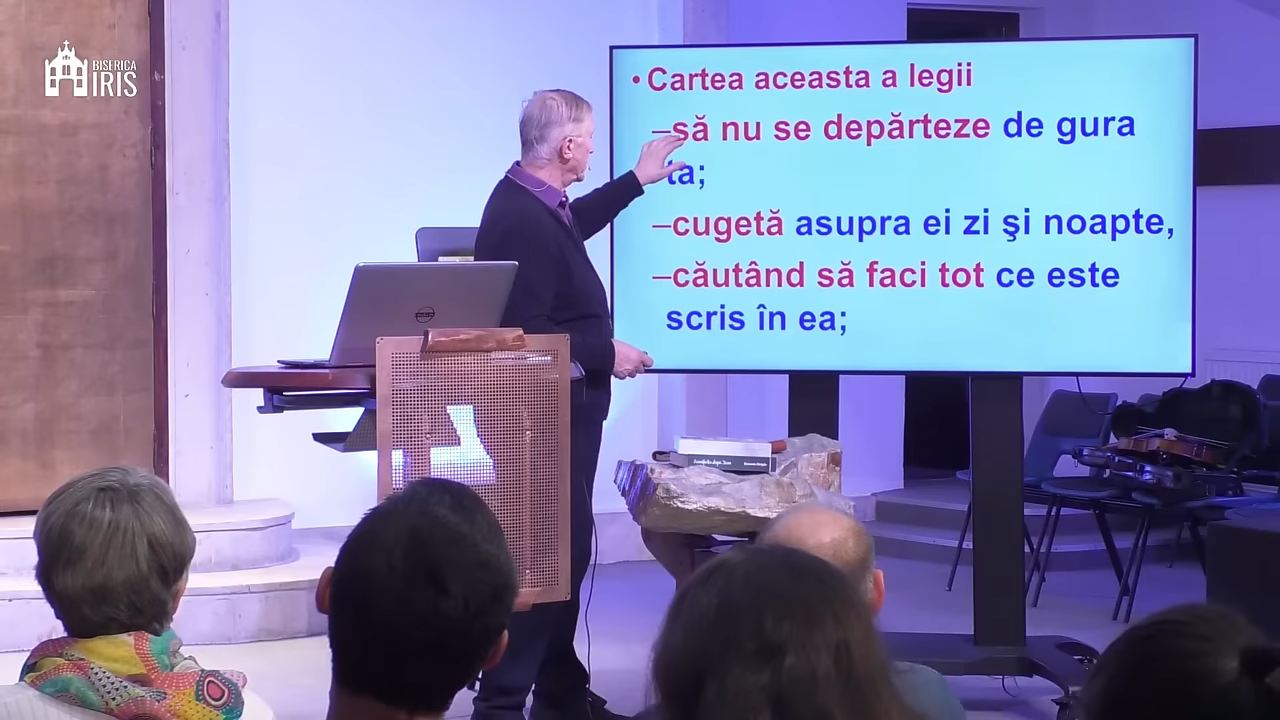 BISERICA
IRIS
• Cartea aceasta a legii
–să nu se depărteze de gura
ta;
–cugetă asupra ei zi şi noapte,
–căutând să faci tot ce este
scris în ea;